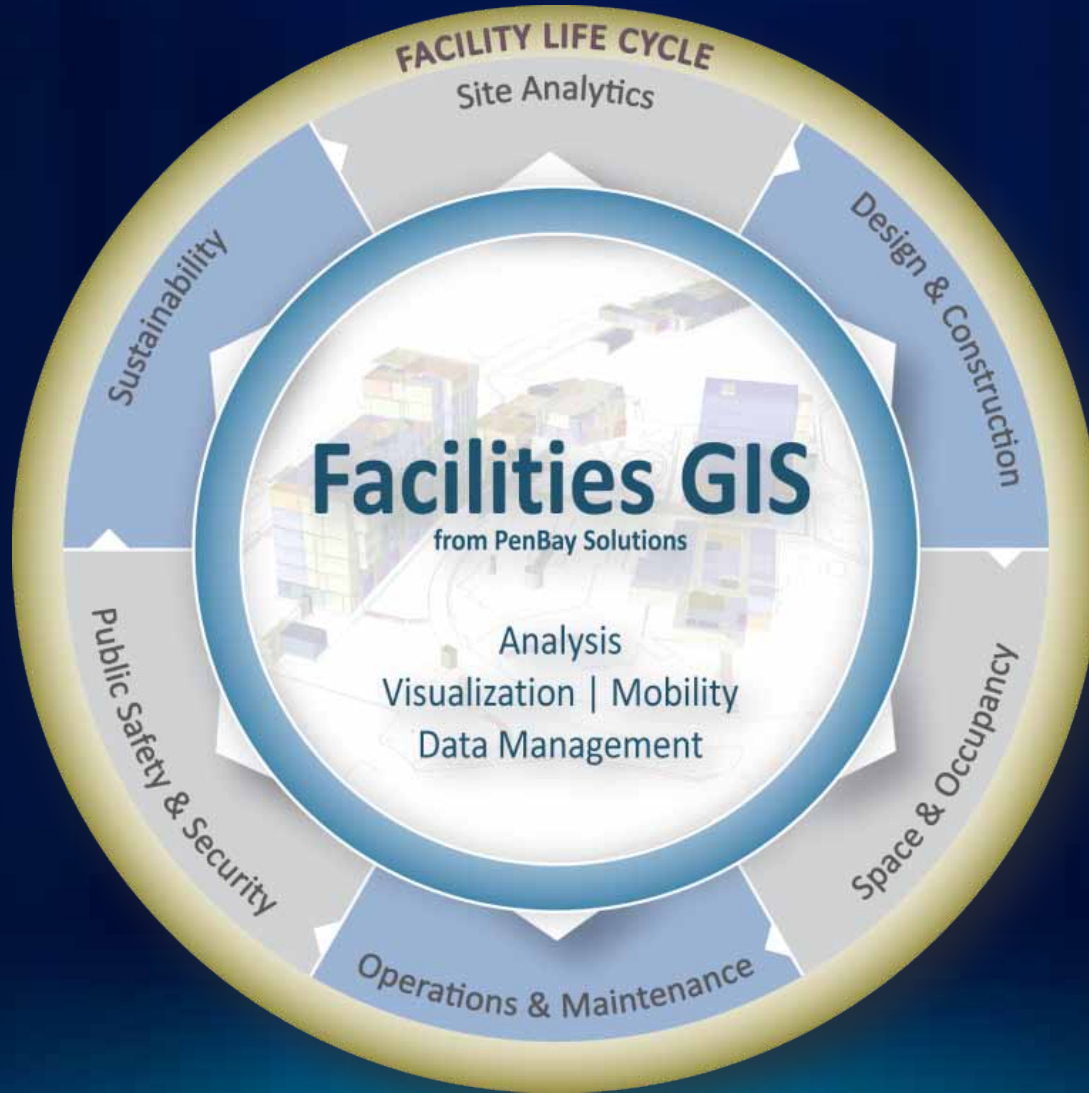 FACILITY LIFE CYCLE
Site Analytics
Design & Construction
Space & Occupancy
Operations & Maintenance
Public Safety & Security
Sustainability
Facilities GIS
from PenBay Solutions
Analysis
Visualization | Mobility
Data Management